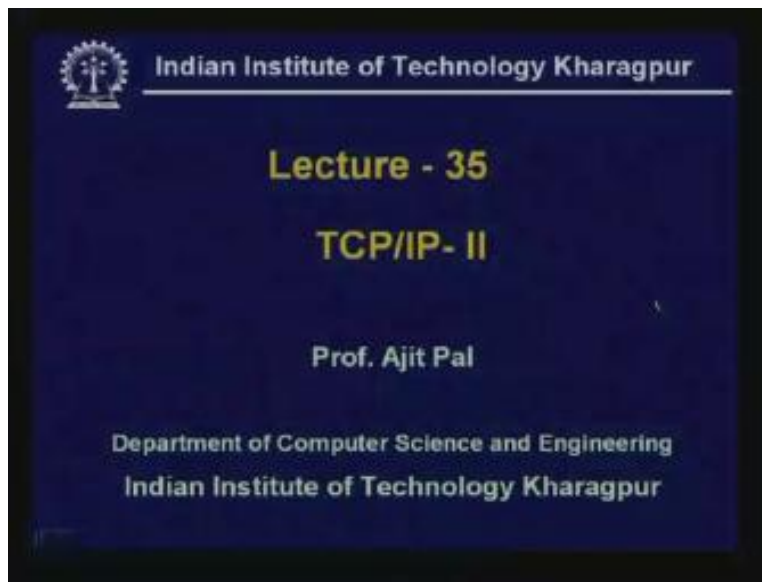 Indian Institute of Technology Kharagpur
Lecture - 35
TCP/IP- II
Prof. Ajit Pal
Department of Computer Science and Engineering
Indian Institute of Technology Kharagpur